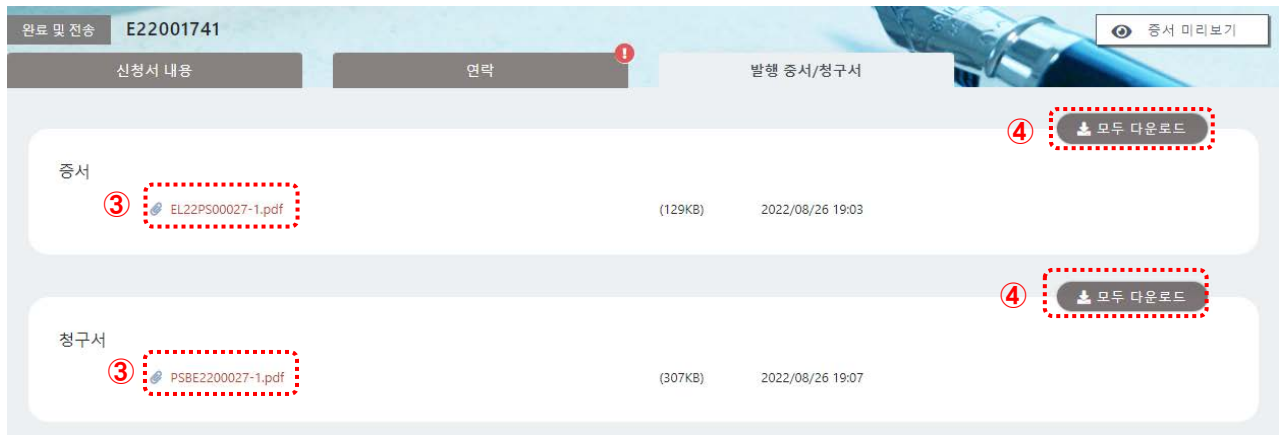 완료 및 전송 E22001741
증서 미리보기
신청서 내용 연락 ! 발행 증서/청구서
④ 모두 다운로드
증서
③ EL22PS00027-1.pdf (129KB) 2022/08/26 19:03
④ 모두 다운로드
청구서
③ PSBE2200027-1.pdf (307KB) 2022/08/26 19:07